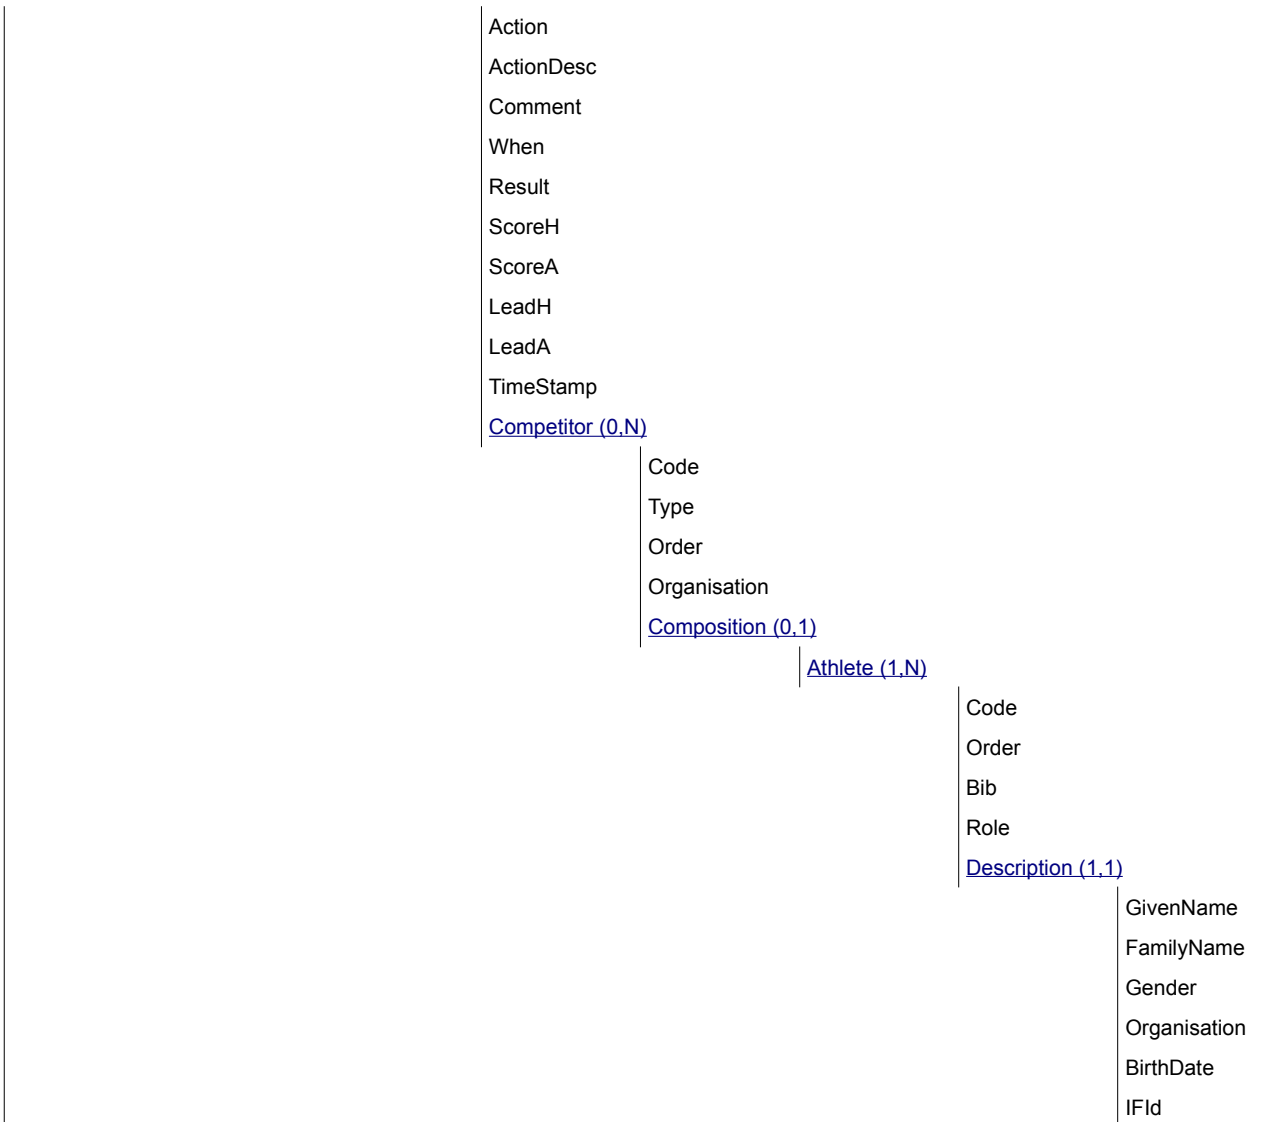 Action
ActionDesc
Comment
When
Result
ScoreH
ScoreA
LeadH
LeadA
TimeStamp
Competitor (0,N)
Code
Type
Order
Organisation
Composition (0,1)
Athlete (1,N)
Code
Order
Bib
Role
Description (1,1)
GivenName
FamilyName
Gender
Organisation
BirthDate
IFId